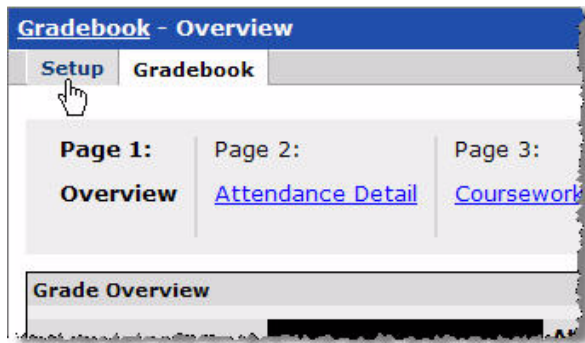 Gradebook - Overview
Setup Gradebook
Page 1: Page 2: Page 3:
Overview Attendance Detail Coursework
Grade Overview